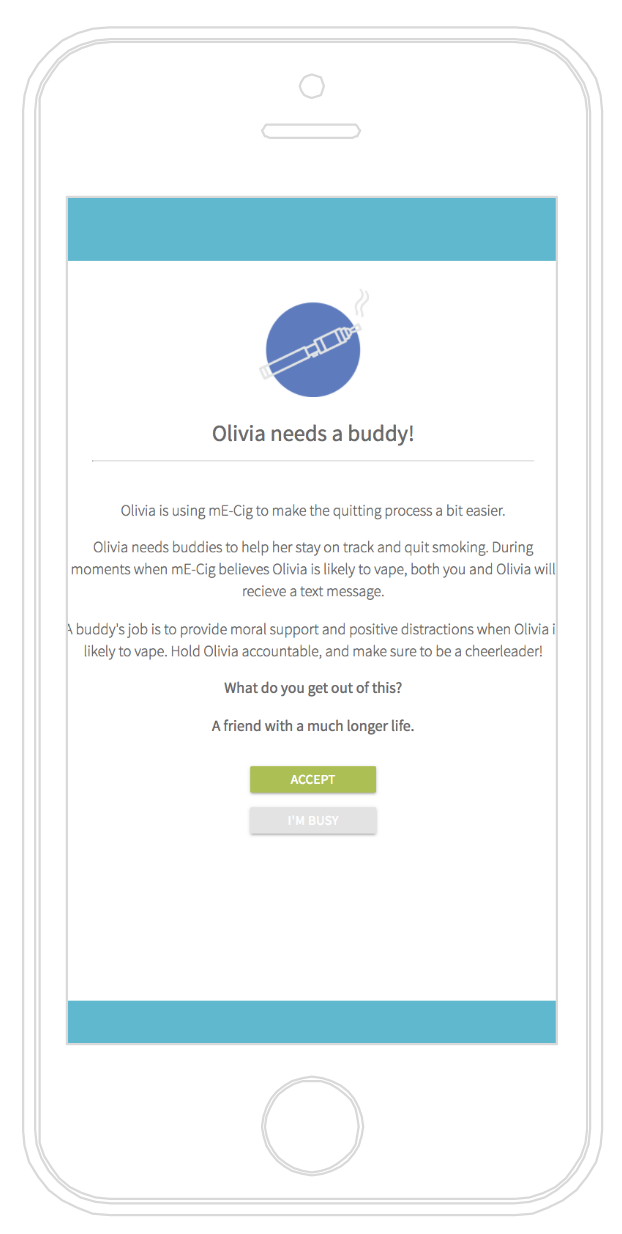 Olivia needs a buddy!
Olivia is using mE-Cig to make the quitting process a bit easier.
Olivia needs buddies to help her stay on track and quit smoking. During
moments when mE-Cig believes Olivia is likely to vape, both you and Olivia will
recieve a text message.
A buddy's job is to provide moral support and positive distractions when Olivia i
likely to vape. Hold Olivia accountable, and make sure to be a cheerleader!
What do you get out of this?
A friend with a much longer life.
ACCEPT
I'M BUSY